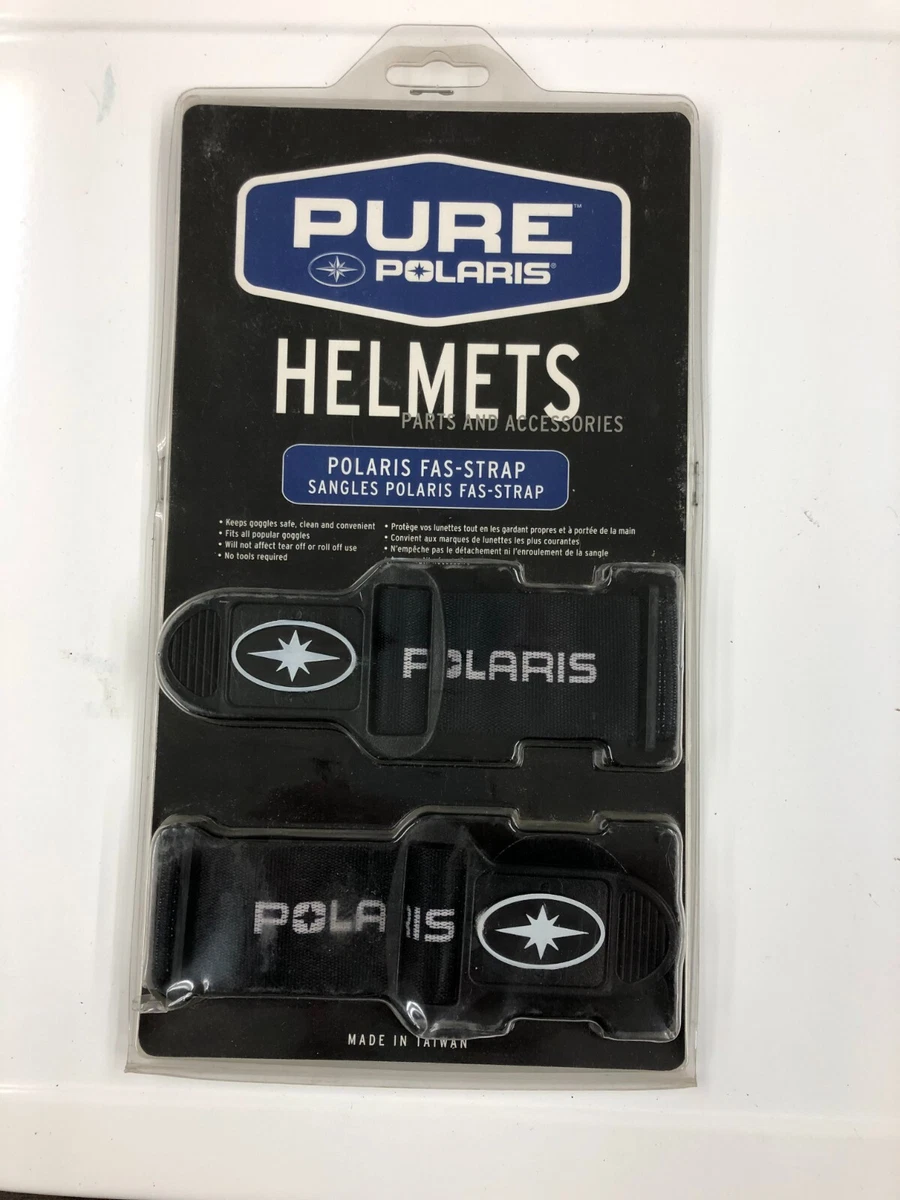 PURE™
POLARIS®
HELMETS
PARTS AND ACCESSORIES
POLARIS FAS-STRAP
SANGLES POLARIS FAS-STRAP
• Keeps goggles safe, clean and convenient
• Fits all popular goggles
• Will not affect tear off or roll off use
• No tools required
• Protège vos lunettes tout en les gardant propres et à portée de la main
• Convient aux marques de lunettes les plus courantes
• N'empêche pas le détachement ni l'enroulement de la sangle
POLARIS
POLARIS
MADE IN TAIWAN